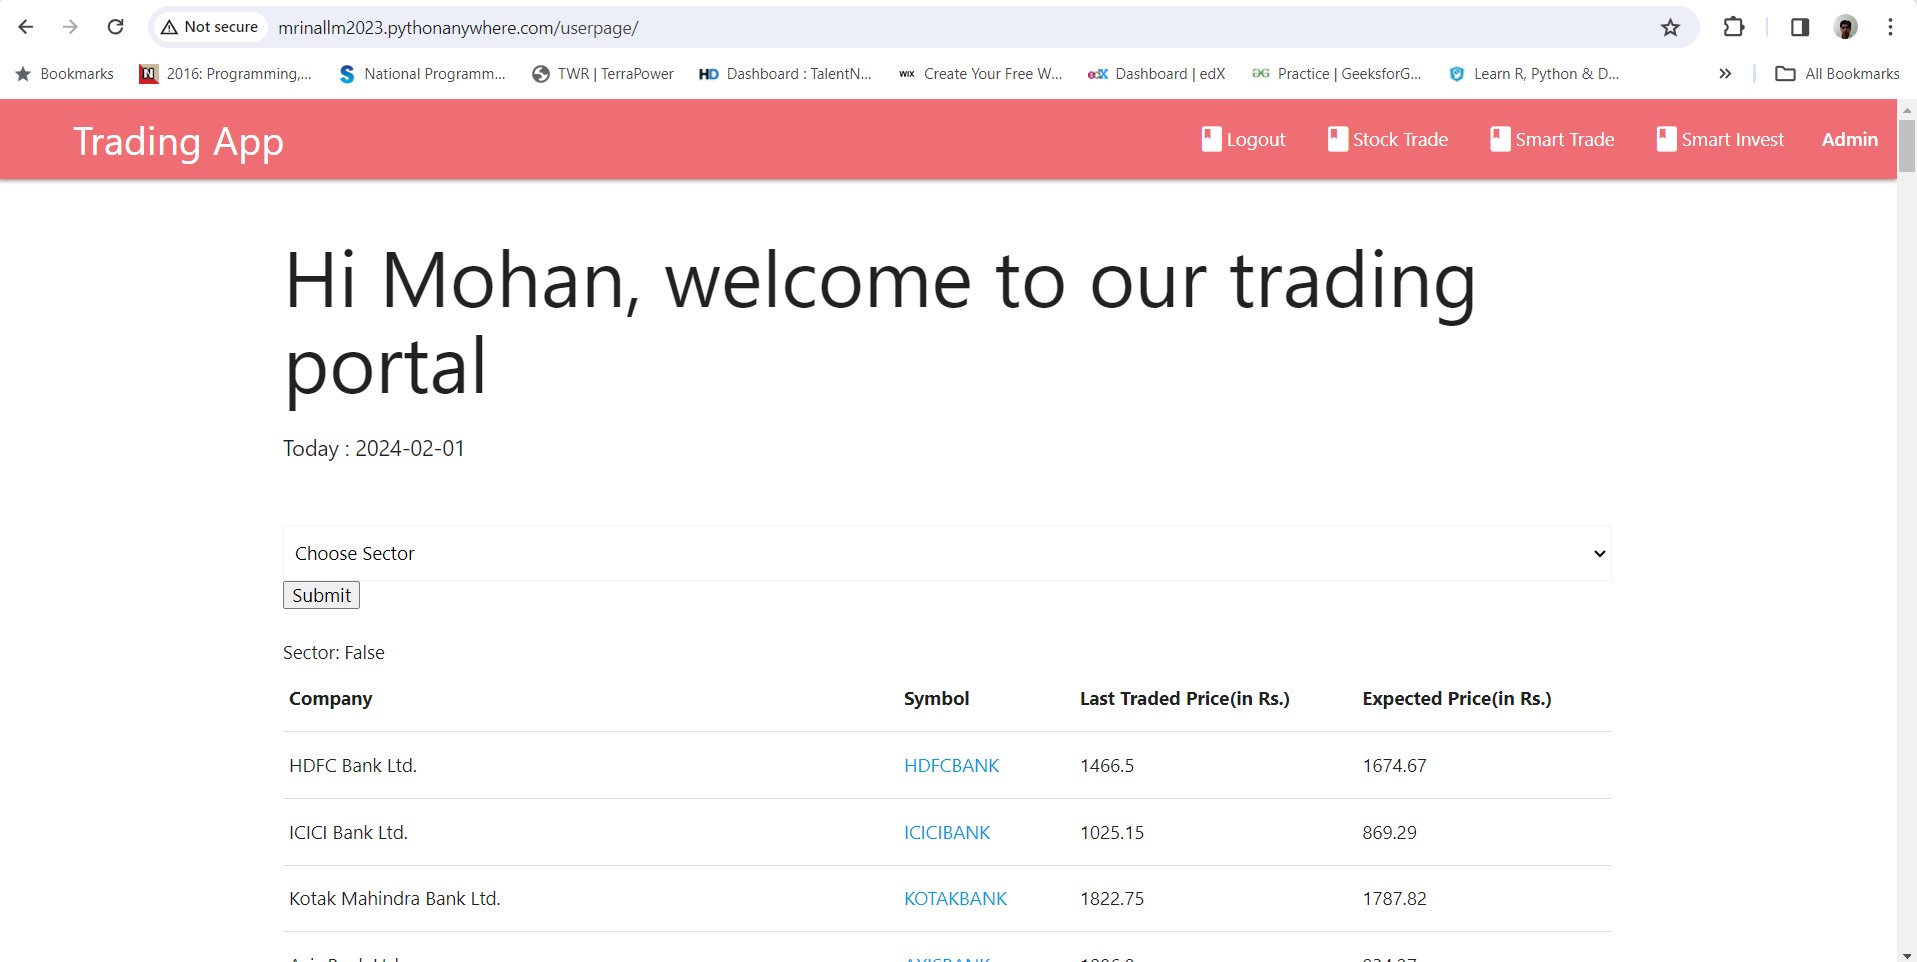 Not secure mrinallm2023.pythonanywhere.com/userpage/
Bookmarks 2016: Programming,... National Programm... TWR | TerraPower HD Dashboard : TalentN... WIX Create Your Free W... edX Dashboard | edX Practice | GeeksforG... Learn R, Python & D... » All Bookmarks
Trading App Logout Stock Trade Smart Trade Smart Invest Admin
Hi Mohan, welcome to our trading
portal
Today : 2024-02-01
Choose Sector
Submit
Sector: False
Company Symbol Last Traded Price(in Rs.) Expected Price(in Rs.)
HDFC Bank Ltd. HDFCBANK 1466.5 1674.67
ICICI Bank Ltd. ICICIBANK 1025.15 869.29
Kotak Mahindra Bank Ltd. KOTAKBANK 1822.75 1787.82